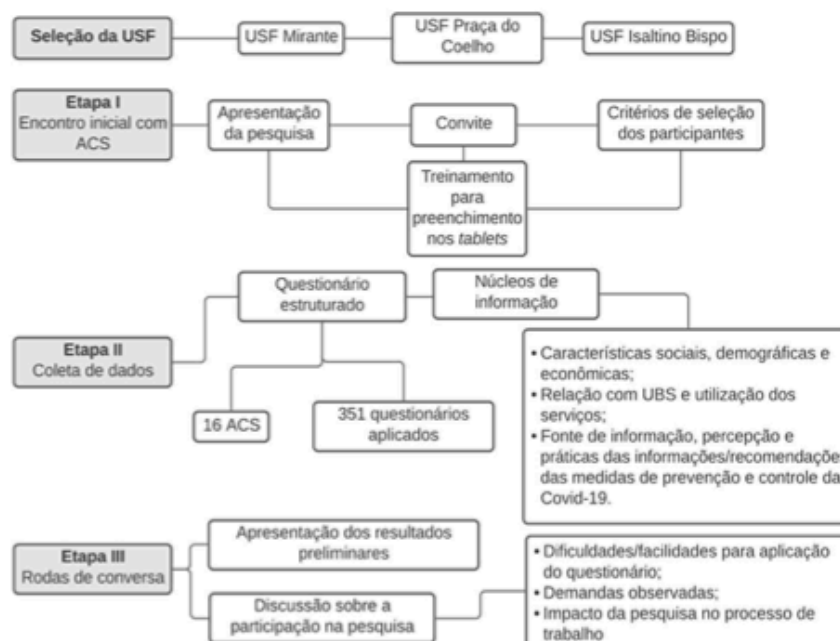 Seleção da USF
USF Mirante
USF Praça do
Coelho
USF Isaltino Bispo
Etapa I
Encontro inicial com
ACS
Apresentação
da pesquisa
Convite
Critérios de seleção
dos participantes
Treinamento
para
preenchimento
nos tablets
Etapa II
Coleta de dados
Questionário
estruturado
Núcleos de
informação
16 ACS
351 questionários
aplicados
• Características sociais, demográficas e
econômicas;
• Relação com UBS e utilização dos
serviços;
• Fonte de informação, percepção e
práticas das informações/recomendaçõe
das medidas de prevenção e controle da
Covid-19.
Etapa III
Rodas de conversa
Apresentação dos resultados
preliminares
Discussão sobre a
participação na pesquisa
• Dificuldades/facilidades para aplicação
do questionário;
• Demandas observadas;
• Impacto da pesquisa no processo de
trabalho